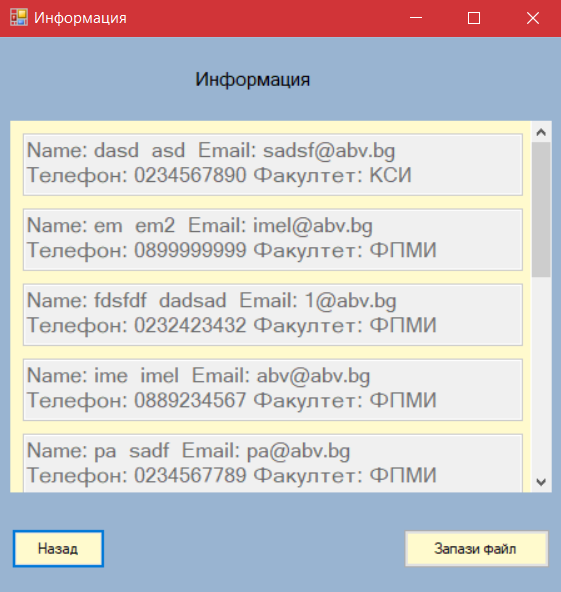 Информация
Информация
Name: dasd  asd  Email: sadsf@abv.bg
Телефон: 0234567890 Факултет: КСИ
Name: em  em2  Email: imel@abv.bg
Телефон: 0899999999 Факултет: ФПМИ
Name: fdsfdf  dadsad  Email: 1@abv.bg
Телефон: 0232423432 Факултет: ФПМИ
Name: ime  imel  Email: abv@abv.bg
Телефон: 0889234567 Факултет: ФПМИ
Name: pa  sadf  Email: pa@abv.bg
Телефон: 0234567789 Факултет: ФПМИ
Назад
Запази файл